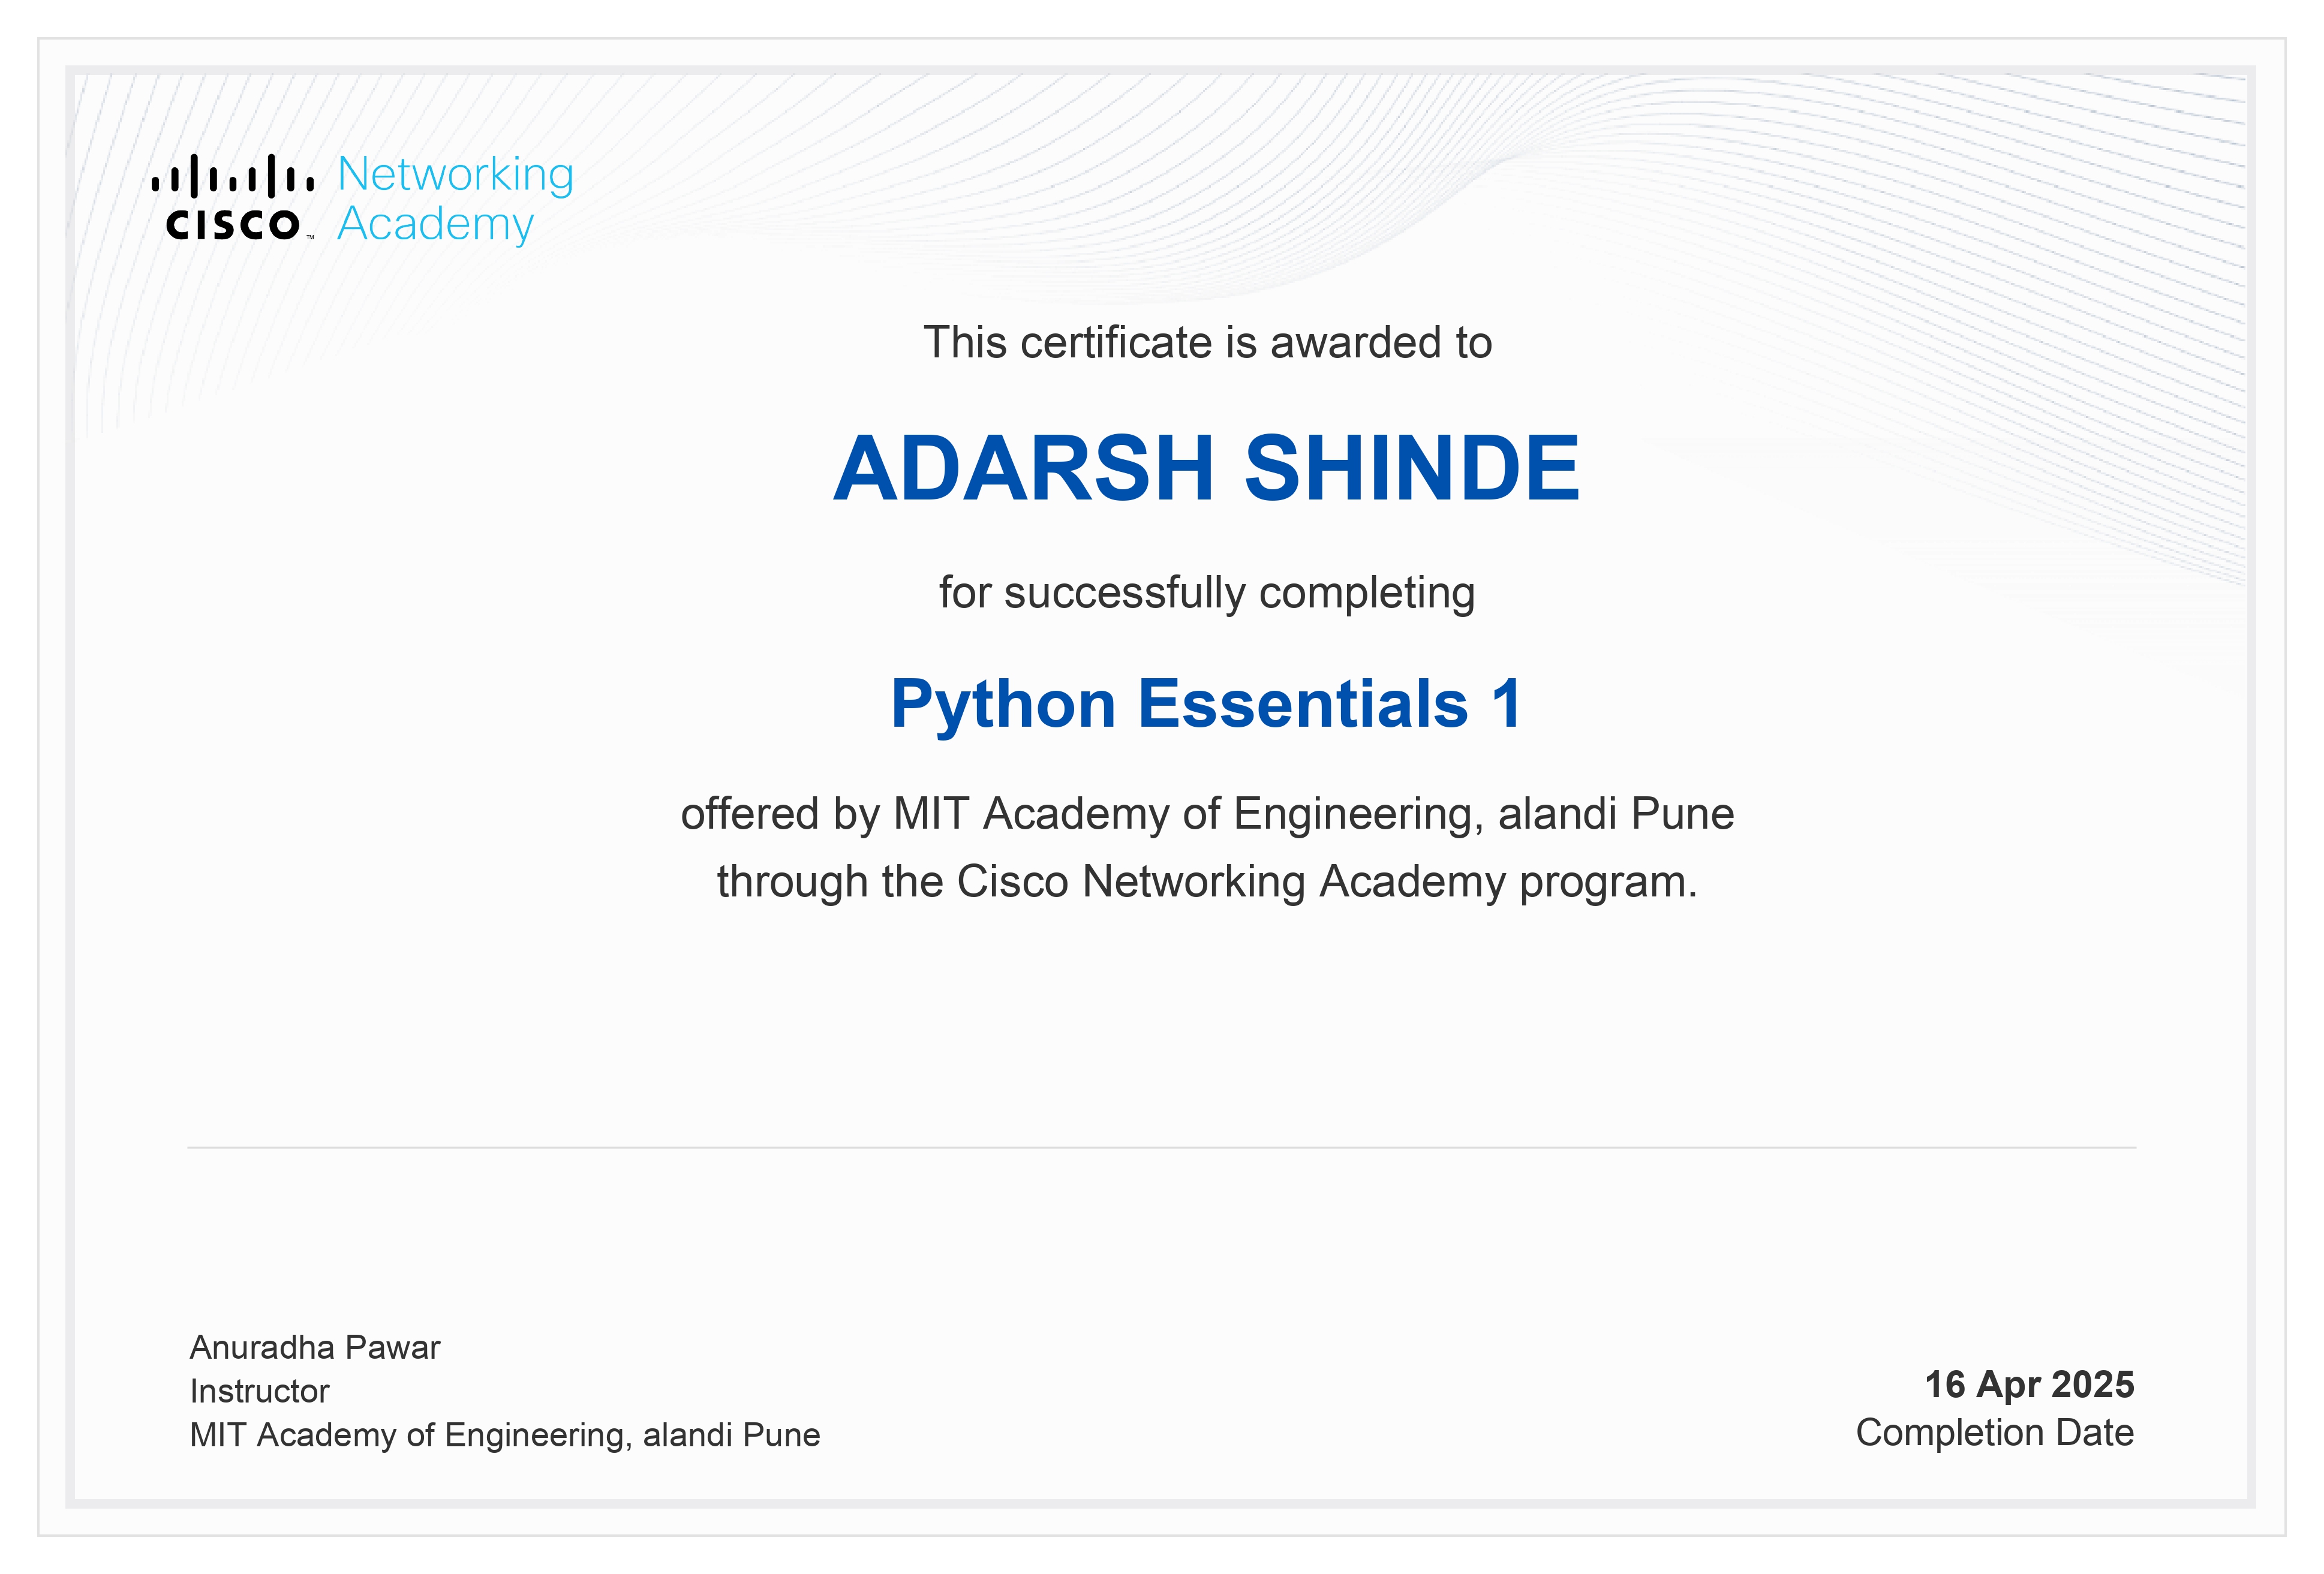 CISCO™
Networking
Academy
This certificate is awarded to
ADARSH SHINDE
for successfully completing
Python Essentials 1
offered by MIT Academy of Engineering, alandi Pune
through the Cisco Networking Academy program.
Anuradha Pawar
Instructor
MIT Academy of Engineering, alandi Pune
16 Apr 2025
Completion Date